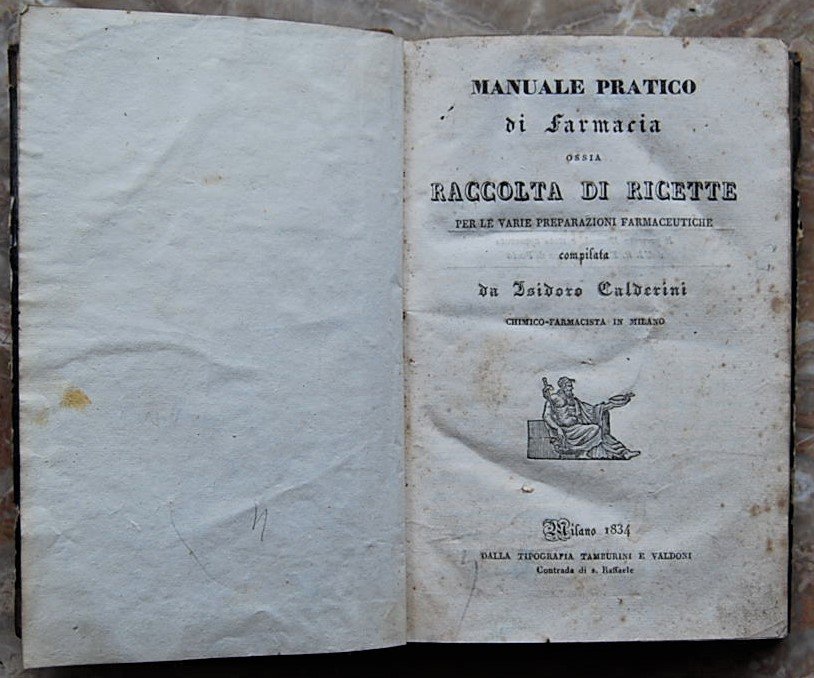 MANUALE PRATICO
di Farmacia
OSSIA
RACCOLTA DI RICETTE
PER LE VARIE PREPARAZIONI FARMACEUTICHE
compilata
da Isidoro Calderini
CHIMICO-FARMACISTA IN MILANO
Milano 1834
DALLA TIPOGRAFIA TAMBURINI E VALDONI
Contrada di s. Raffaele